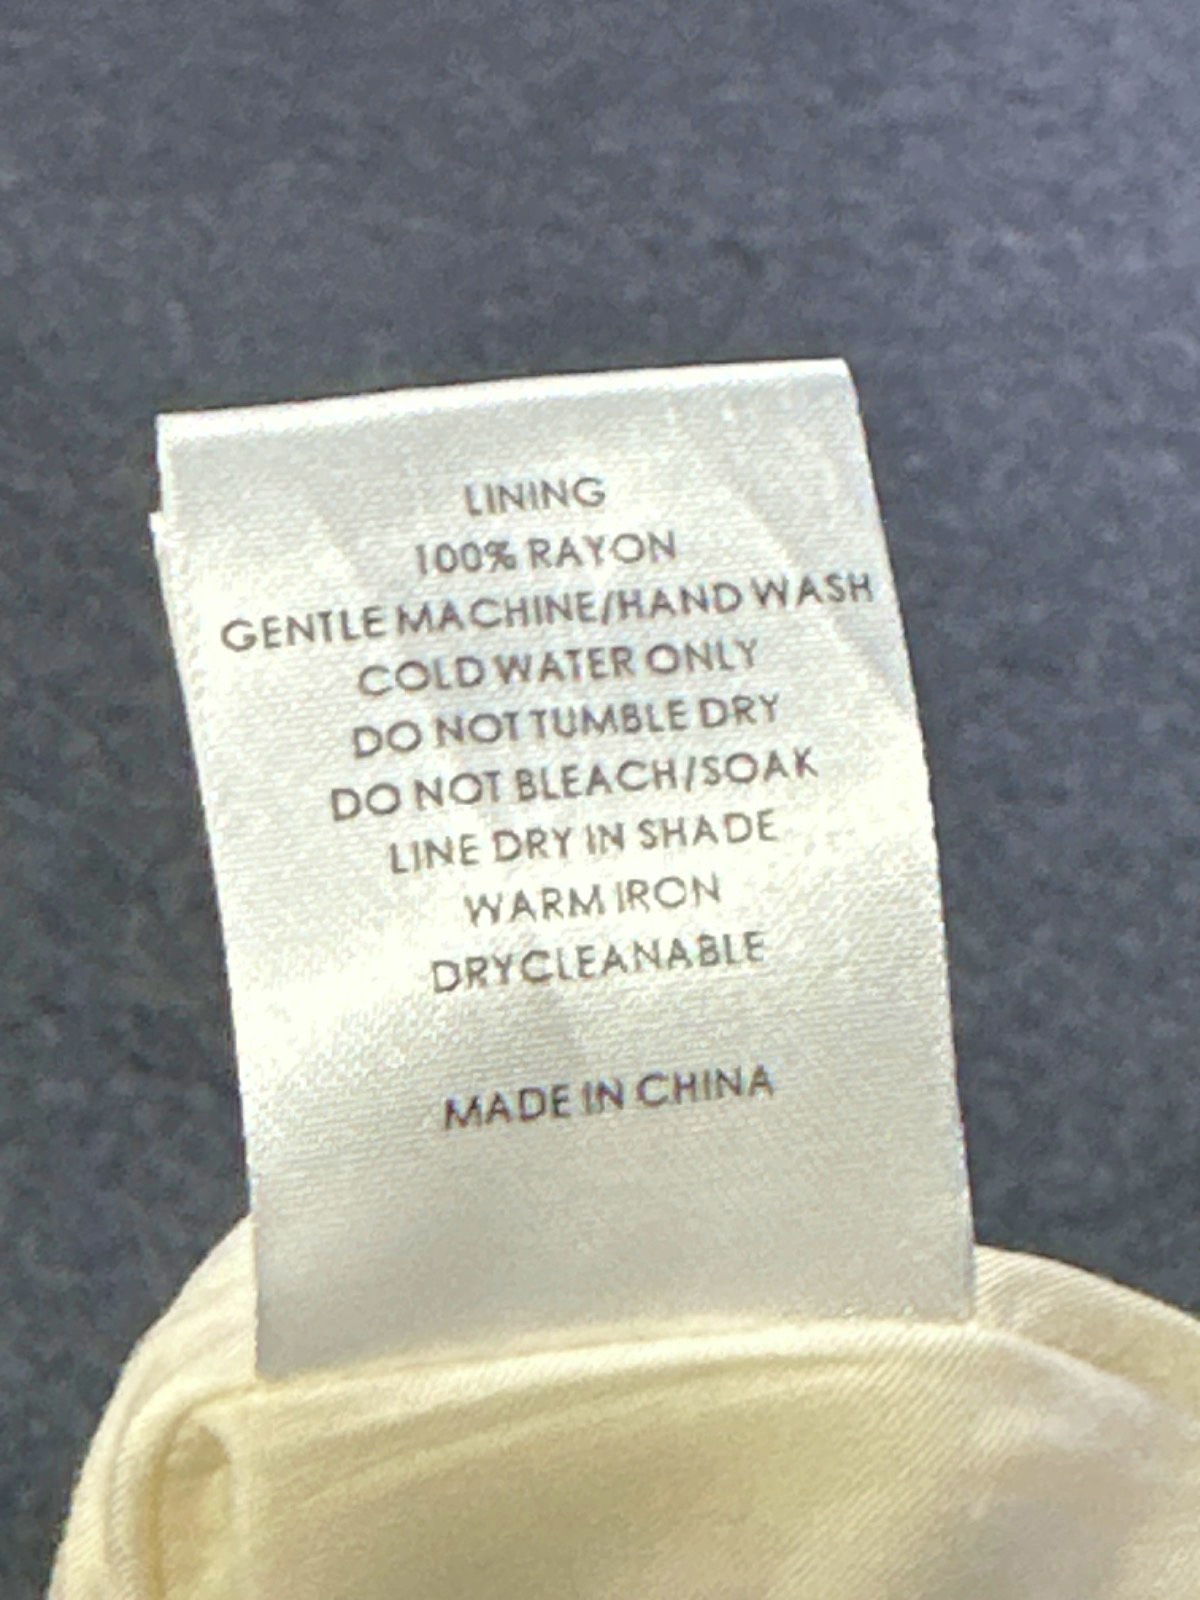 LINING
100% RAYON
GENTLE MACHINE/HAND WASH
COLD WATER ONLY
DO NOT TUMBLE DRY
DO NOT BLEACH/SOAK
LINE DRY IN SHADE
WARM IRON
DRYCLEANABLE
MADE IN CHINA